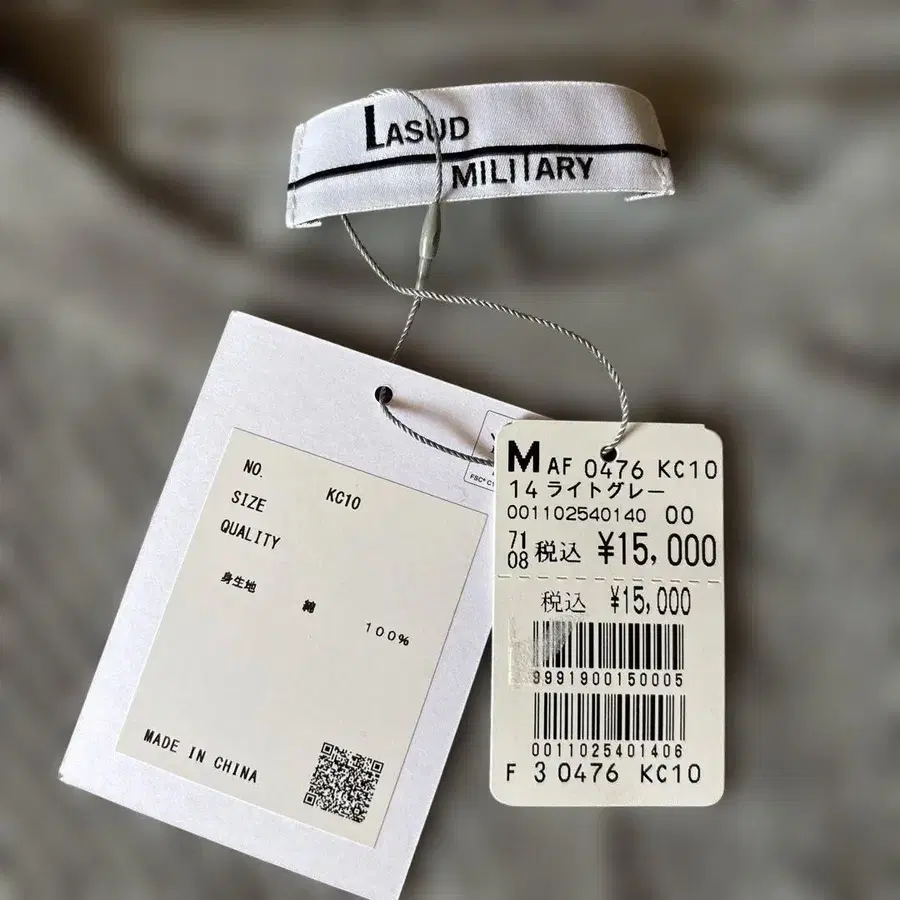 LASUD
MILITARY
NO. KC10
SIZE
QUALITY
身生地 綿
100%
MADE IN CHINA
M AF 0476 KC10
14 ライトグレー
001102540140 00
71
08 税込 ¥15,000
税込 ¥15,000
9991900150005
0011025401406
F 3 0476 KC10